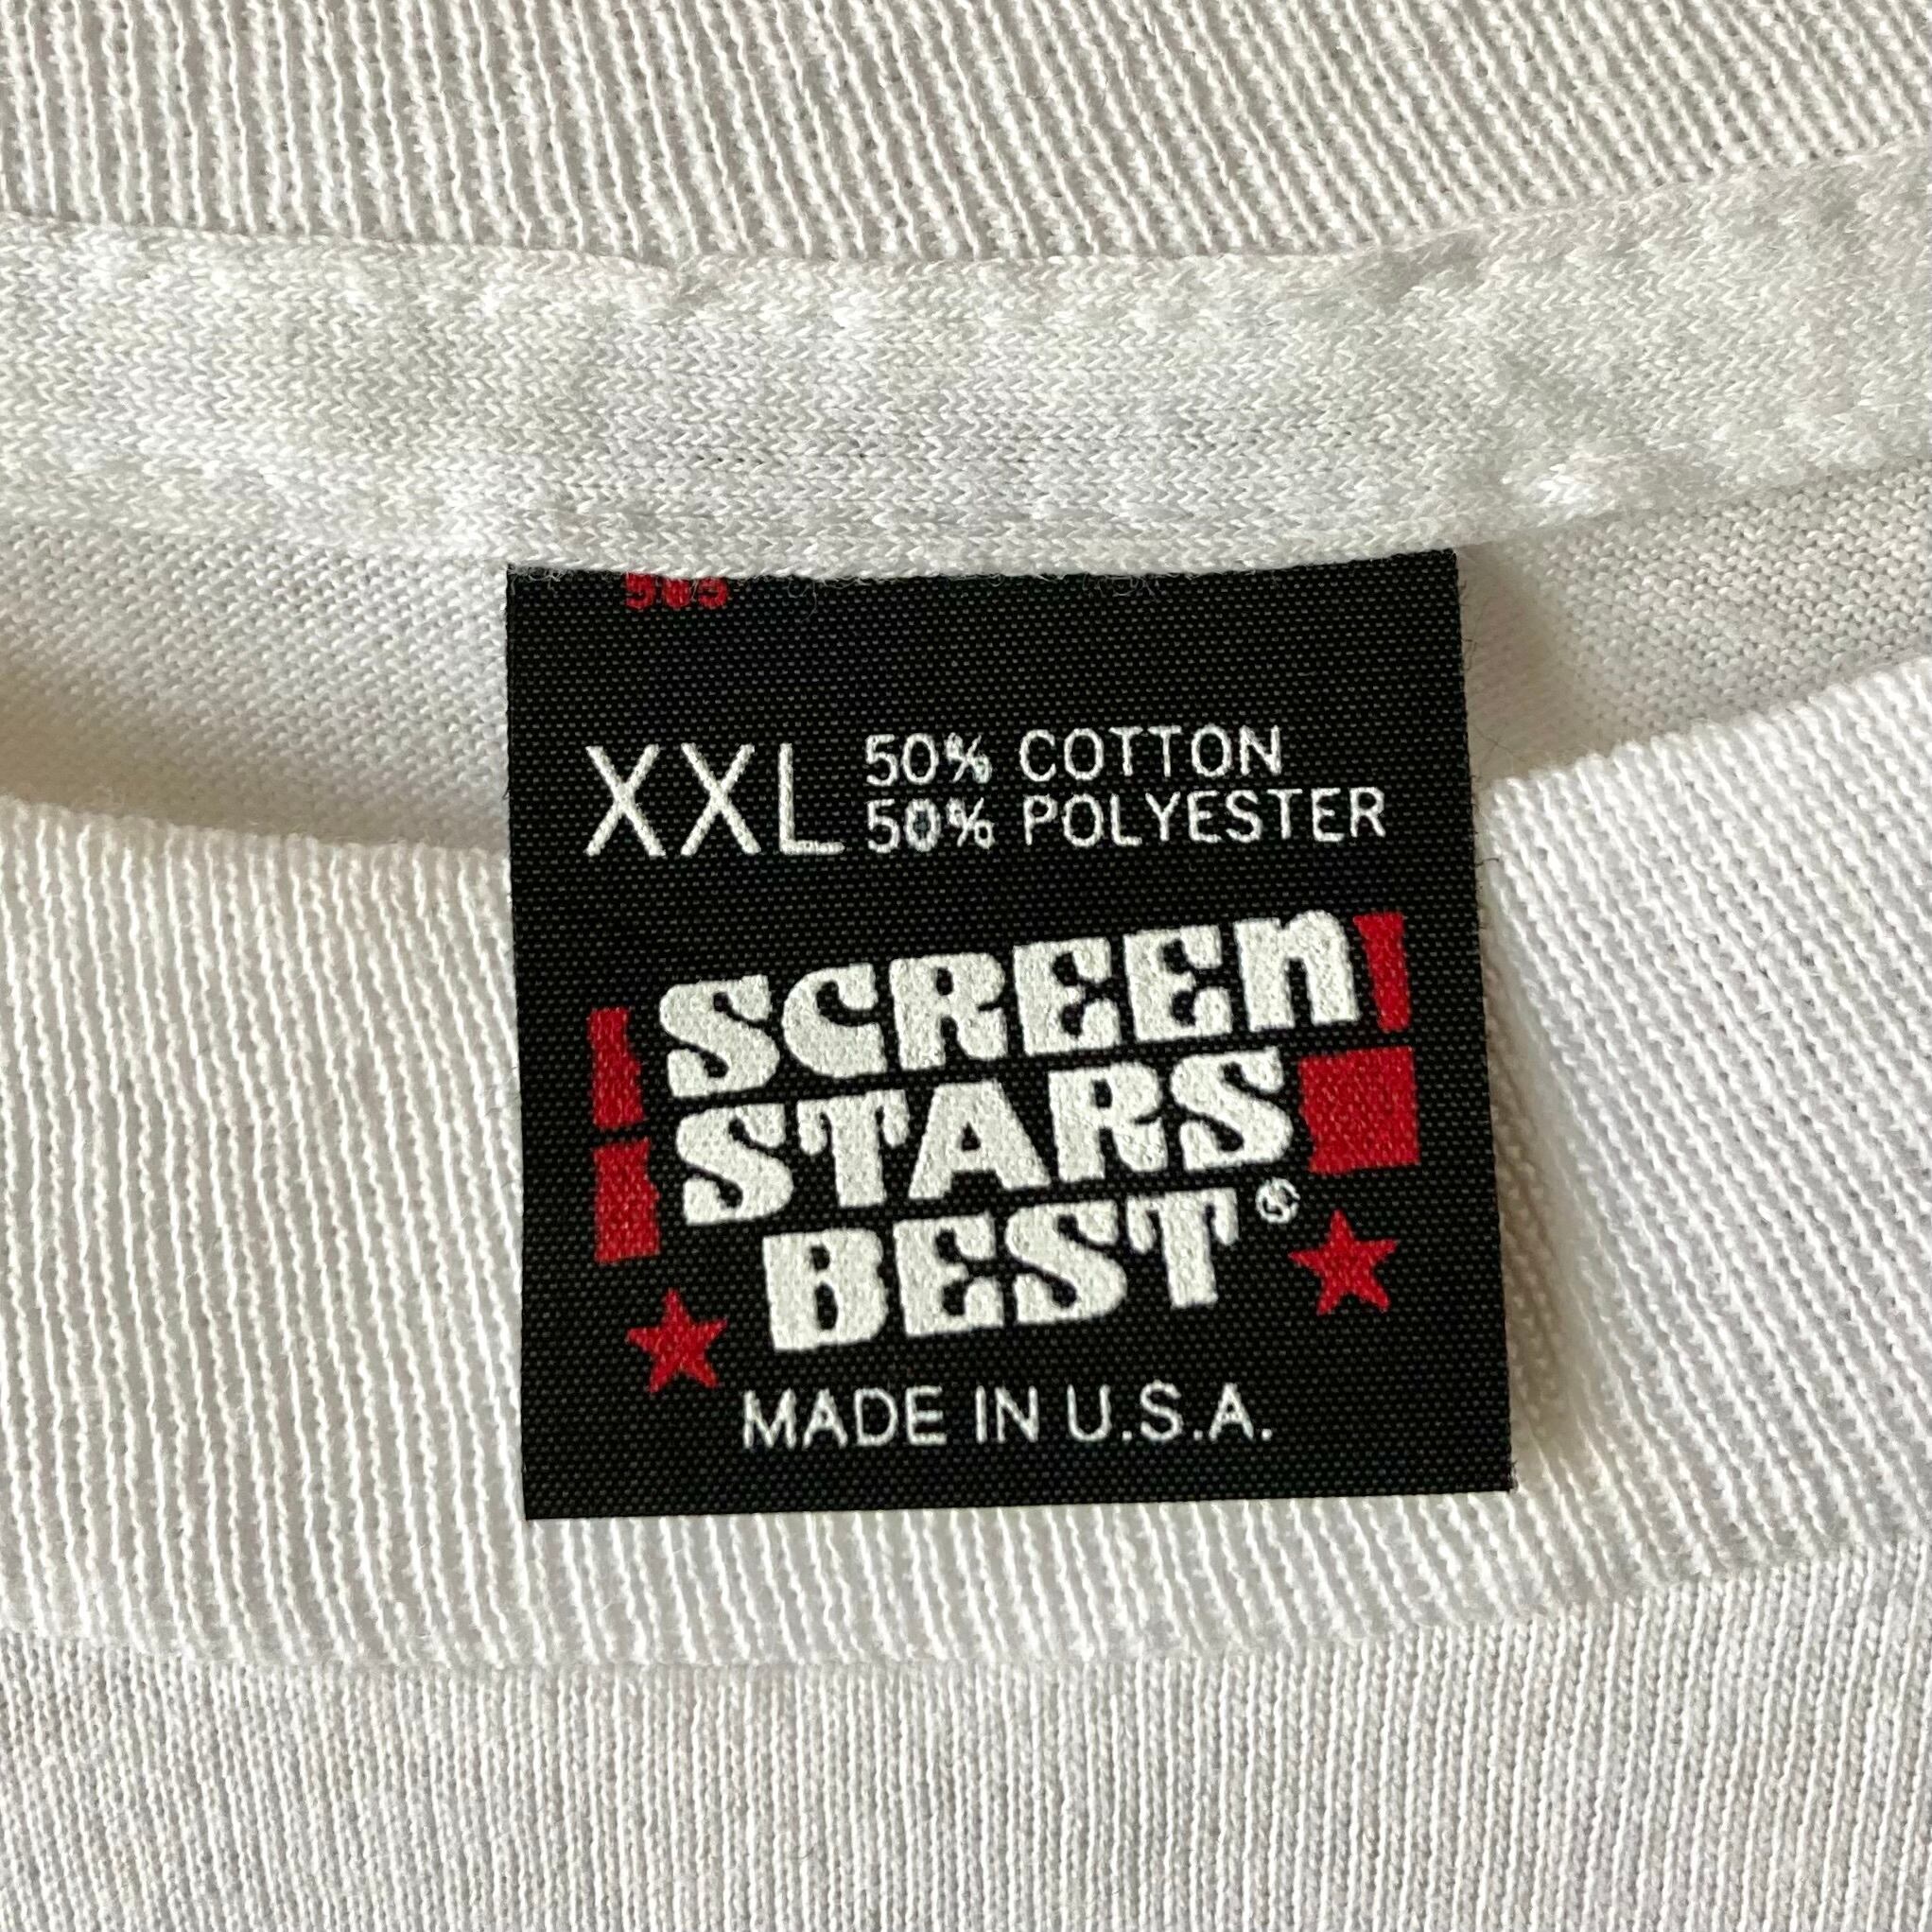 XXL 50% COTTON
50% POLYESTER
SCREEN
STARS
BEST®
MADE IN U.S.A.